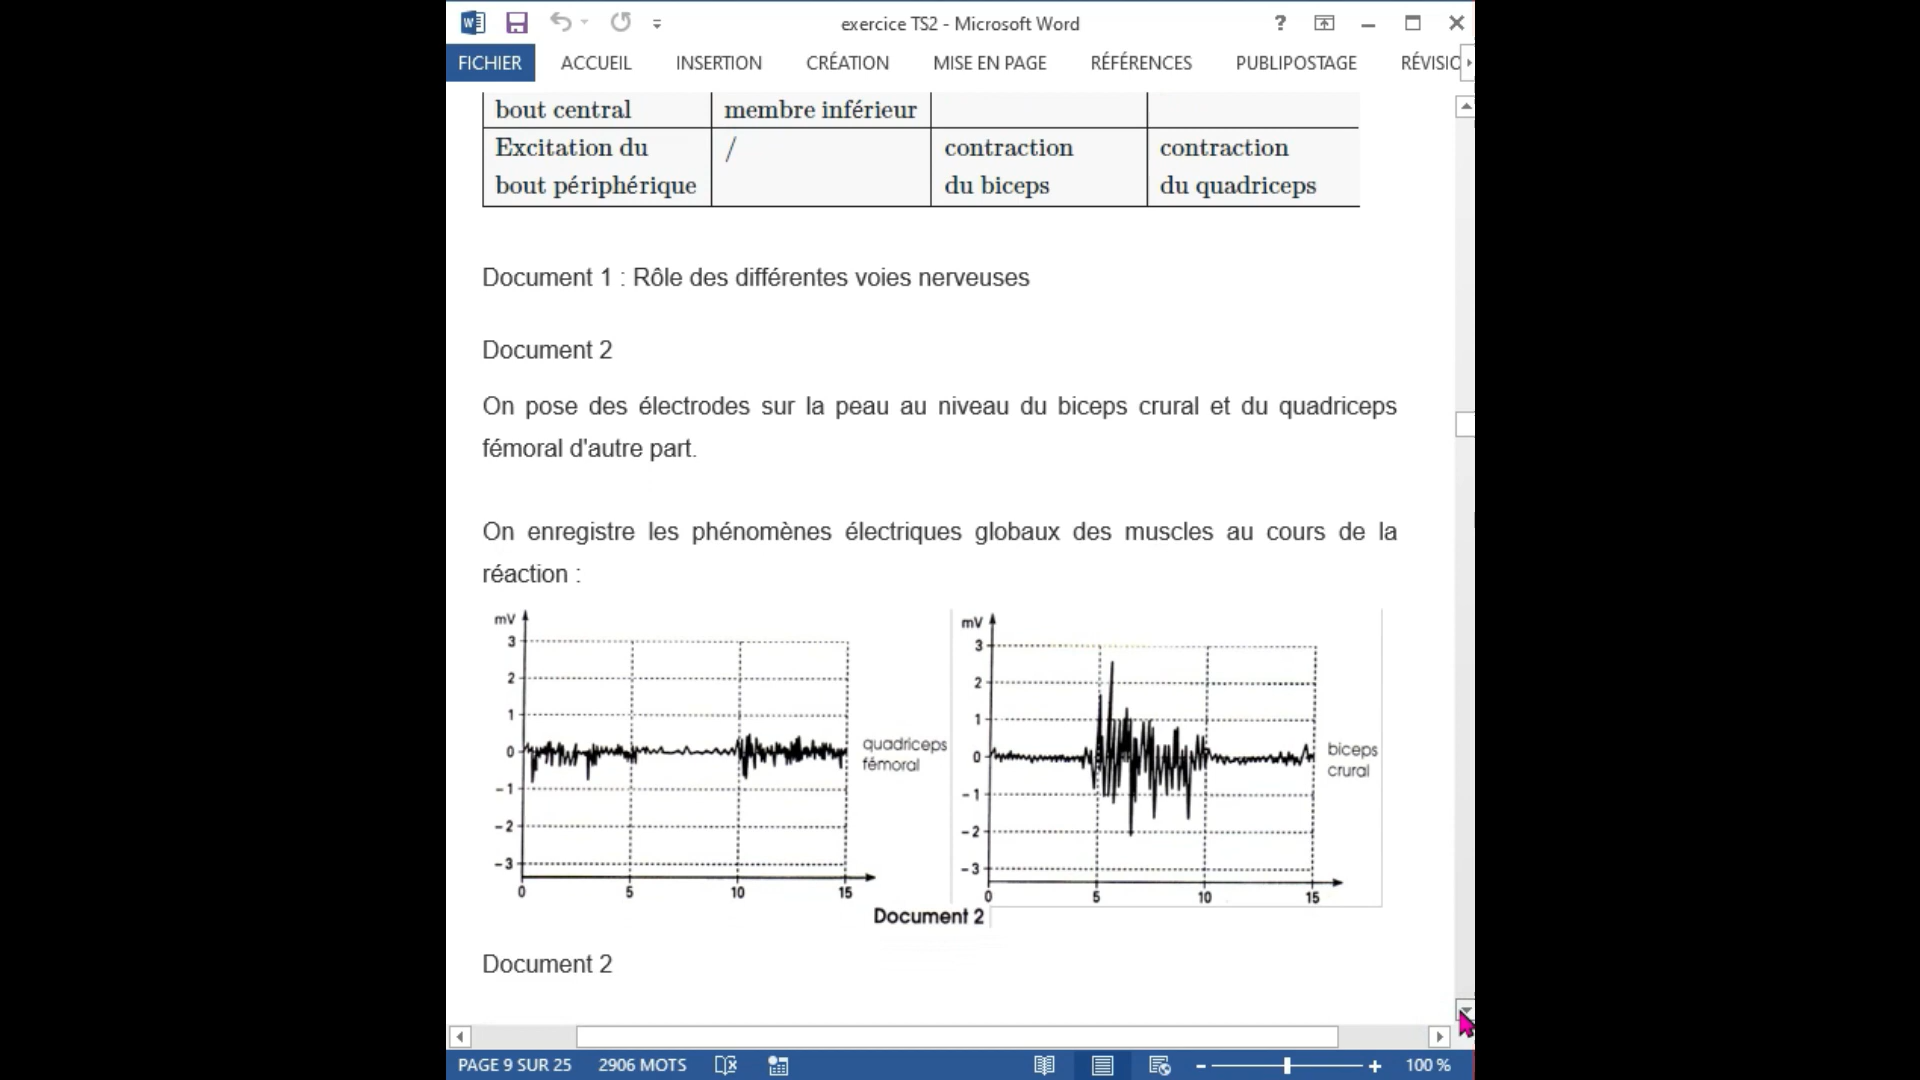 exercice TS2 - Microsoft Word
?
FICHIER ACCUEIL INSERTION CRÉATION MISE EN PAGE RÉFÉRENCES PUBLIPOSTAGE RÉVISIO
bout central membre inférieur
Excitation du / contraction contraction
bout périphérique du biceps du quadriceps
Document 1 : Rôle des différentes voies nerveuses
Document 2
On pose des électrodes sur la peau au niveau du biceps crural et du quadriceps
fémoral d'autre part.
On enregistre les phénomènes électriques globaux des muscles au cours de la
réaction :
mV
3
2
1
0
-1
-2
-3
0 5 10 15
quadriceps
fémoral
mV
3
2
1
0
-1
-2
-3
0 5 10 15
biceps
crural
Document 2
Document 2
PAGE 9 SUR 25 2906 MOTS 100 %